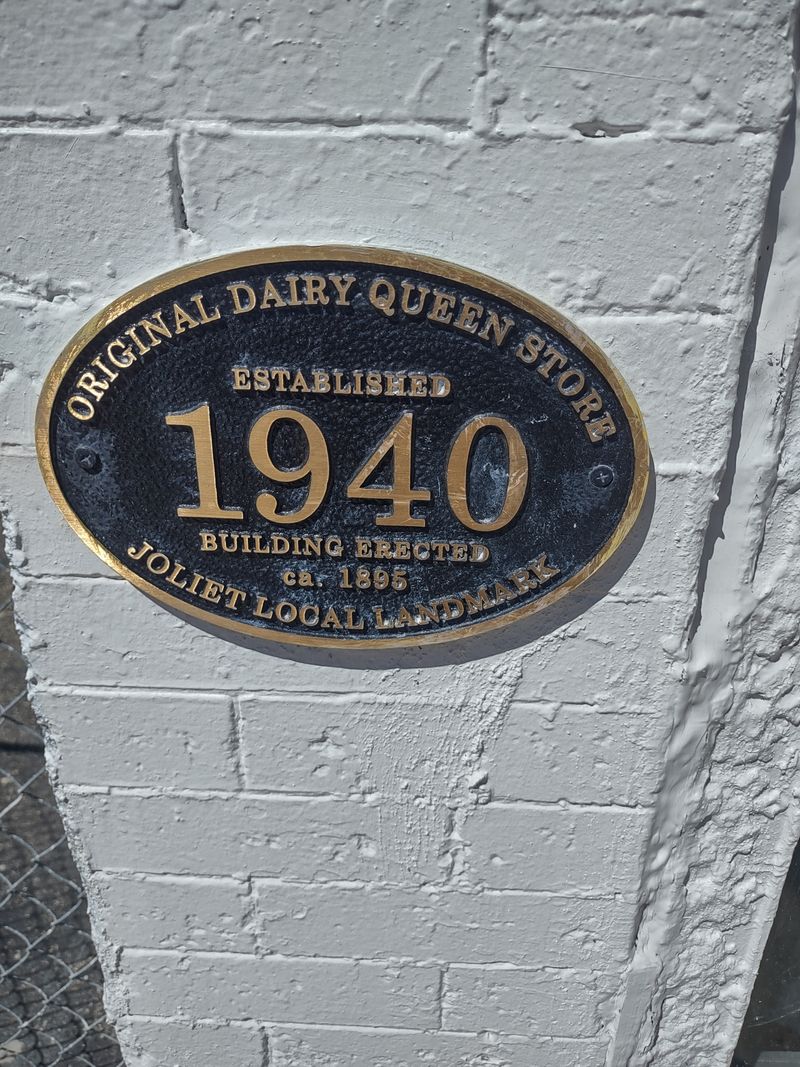 ORIGINAL DAIRY QUEEN STORE
ESTABLISHED
1940
BUILDING ERECTED
ca. 1895
JOLIET LOCAL LANDMARK